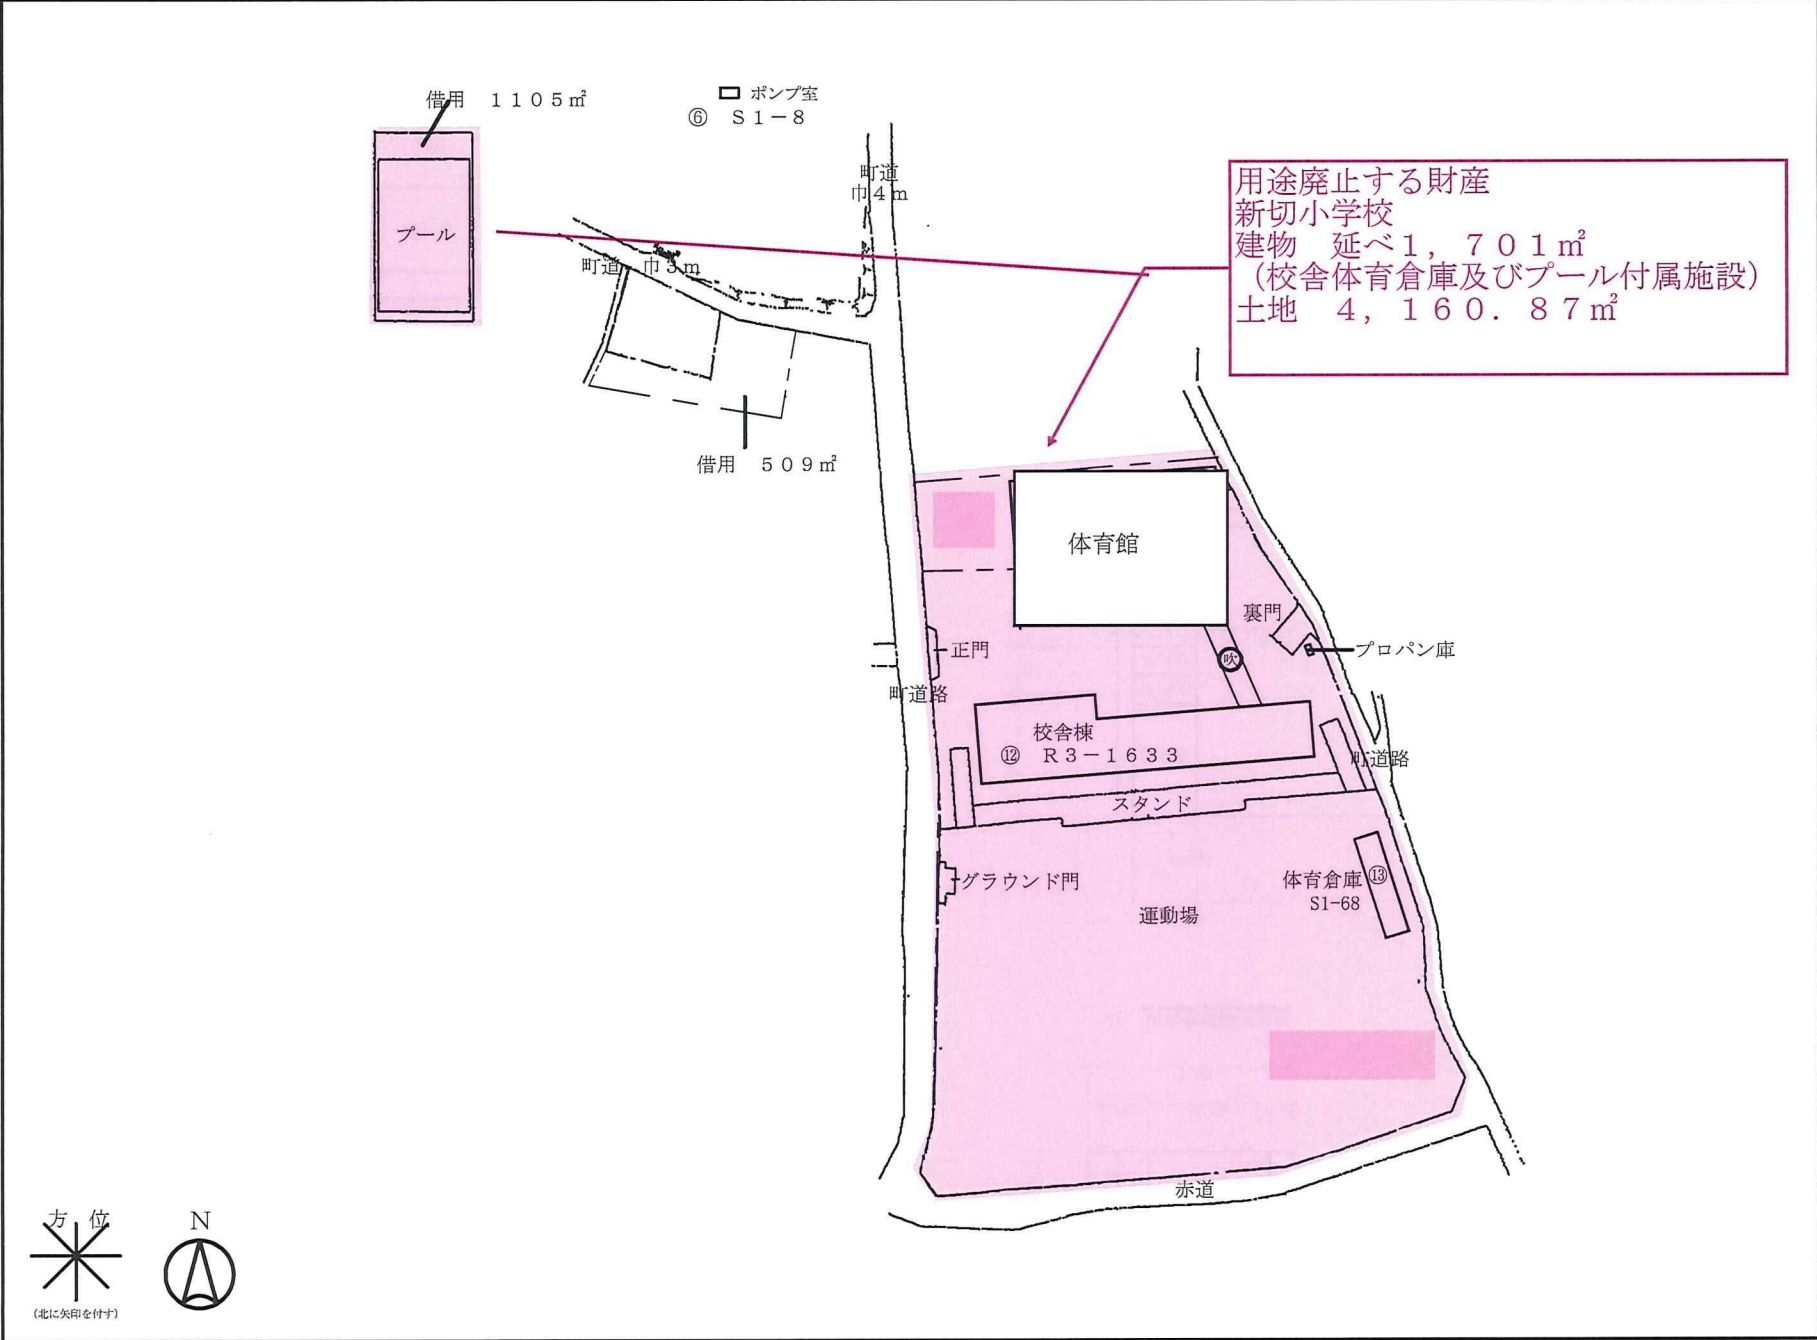 借用　１１０５㎡
ポンプ室
⑥　Ｓ１－８
プール
町道
巾４ｍ
町道　巾３ｍ
用途廃止する財産
新切小学校
建物　延べ１，７０１㎡
（校舎体育倉庫及びプール付属施設）
土地　４，１６０．８７㎡
借用　５０９㎡
体育館
裏門
正門
吹
プロパン庫
町道路
校舎棟
⑫　Ｒ３－１６３３
町道路
スタンド
グラウンド門
体育倉庫
⑬
S1-68
運動場
赤道
方　位
N
(北に矢印を付す)